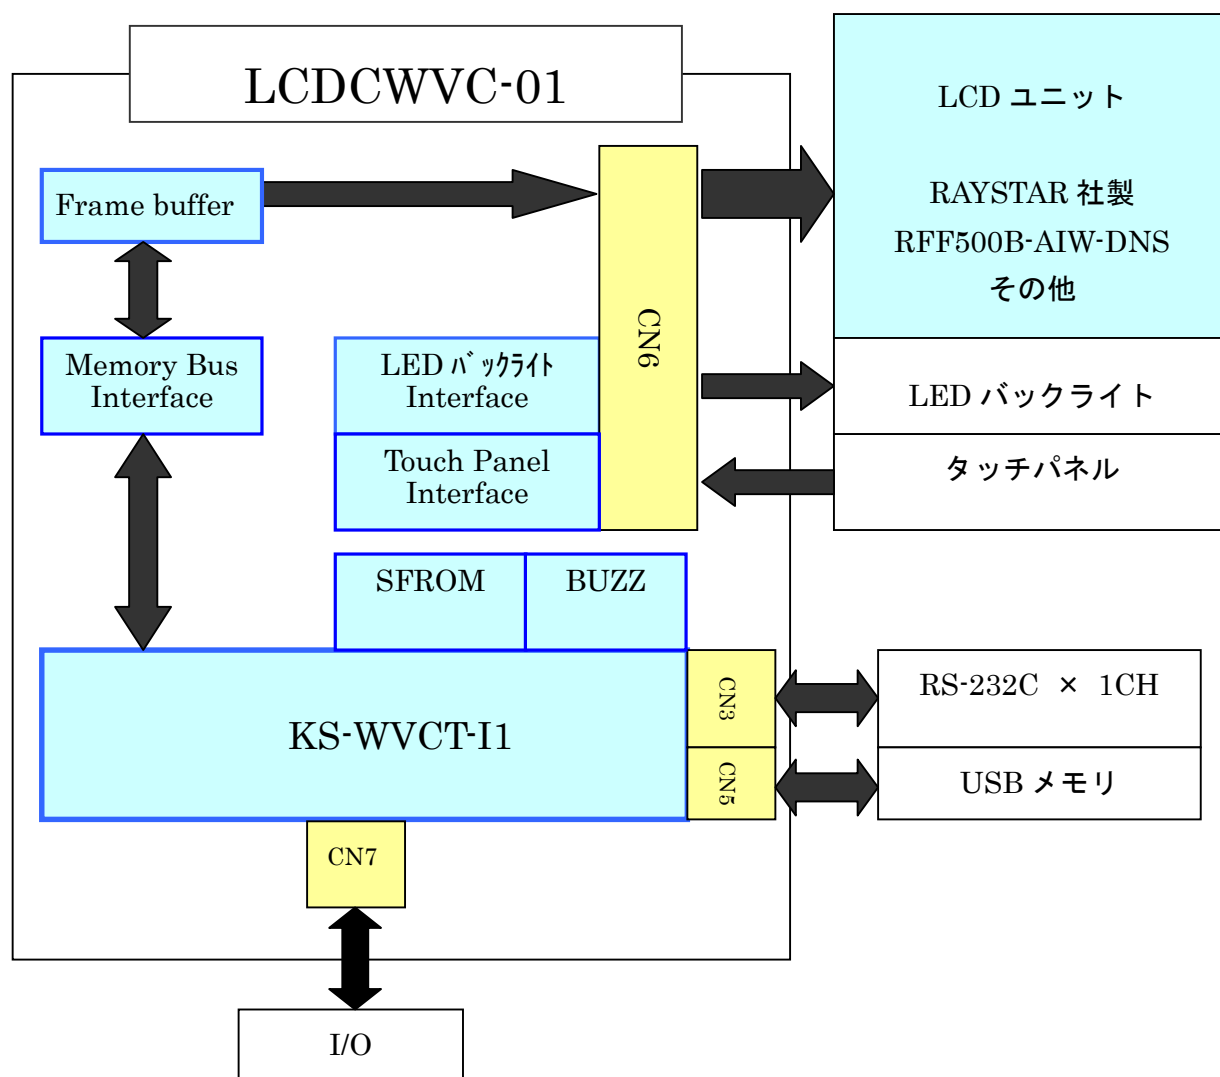 LCDCWVC-01
LCD ユニット
RAYSTAR 社製
RFF500B-AIW-DNS
その他
Frame buffer
CN6
Memory Bus
Interface
LED ﾊﾞｯｸﾗｲﾄ
Interface
LED バックライト
Touch Panel
Interface
タッチパネル
SFROM
BUZZ
KS-WVCT-I1
CN3
RS-232C × 1CH
CN5
USB メモリ
CN7
I/O